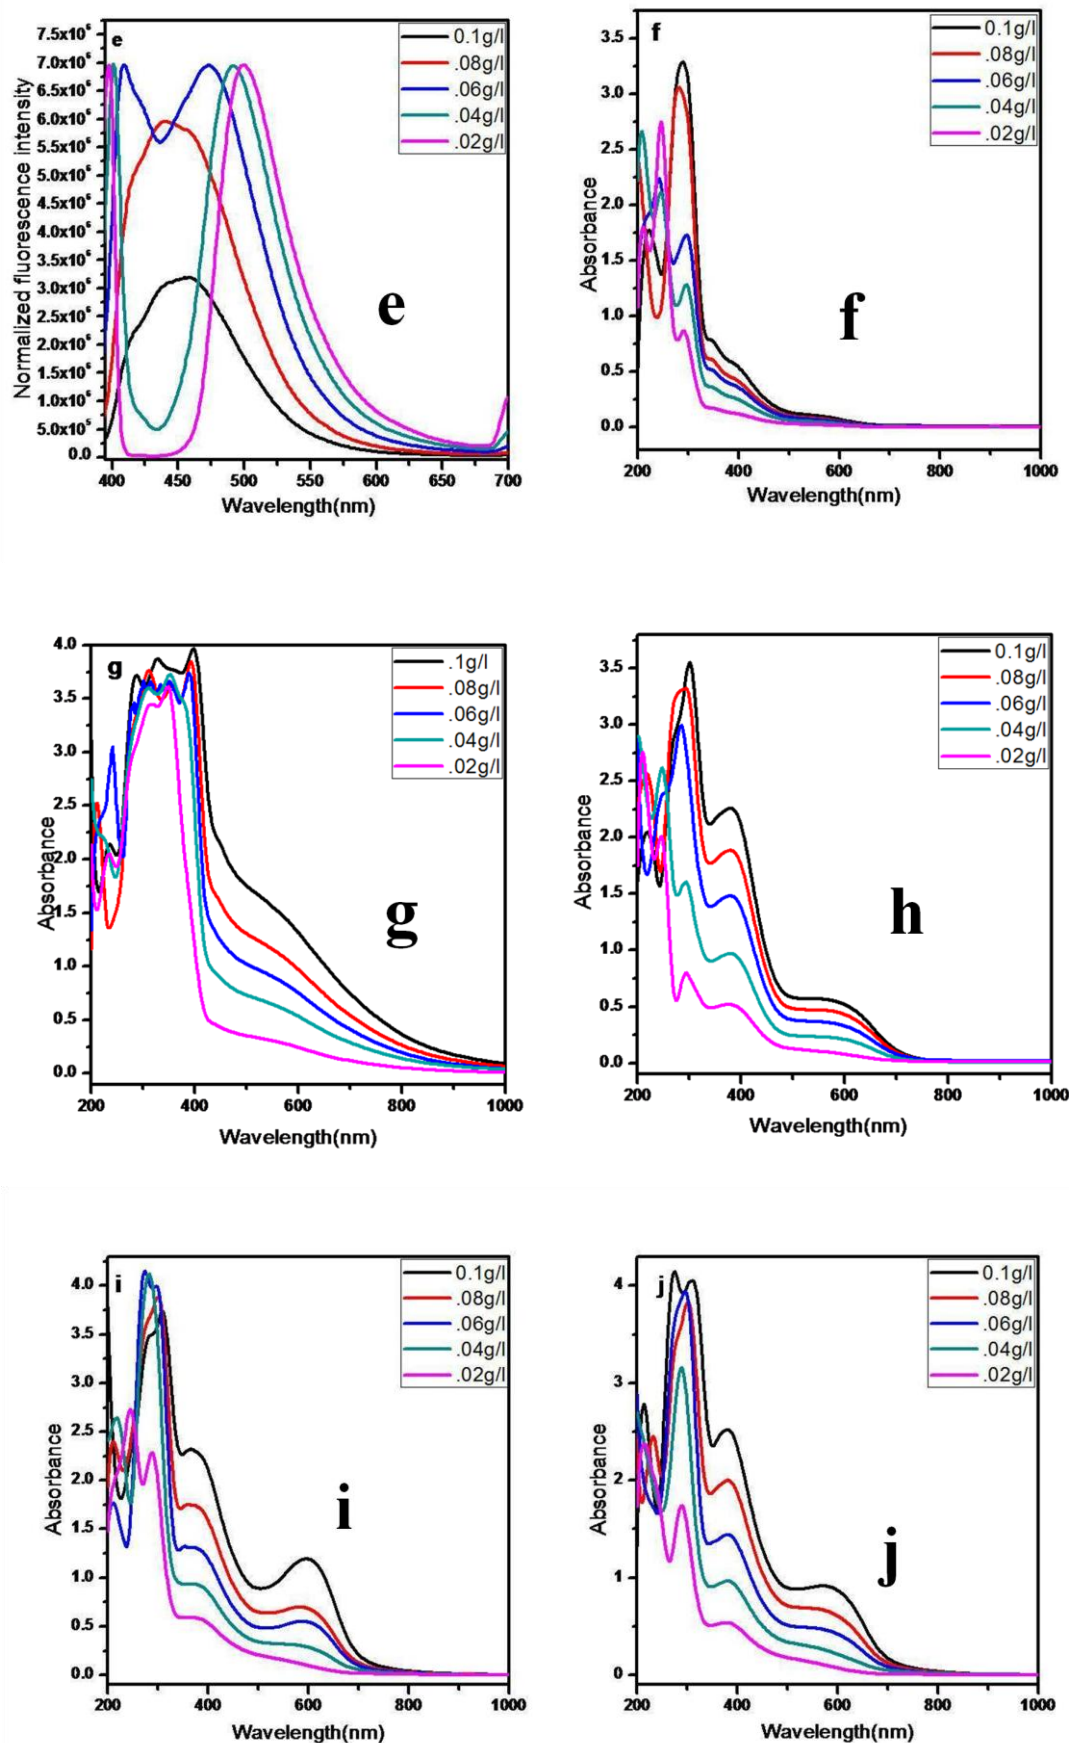 e
7.5x10⁶
7.0x10⁶
6.5x10⁶
6.0x10⁶
5.5x10⁶
5.0x10⁶
4.5x10⁶
4.0x10⁶
3.5x10⁶
3.0x10⁶
2.5x10⁶
2.0x10⁶
1.5x10⁶
1.0x10⁶
5.0x10⁵
0.0
Normalized fluorescence intensity
0.1g/l
.08g/l
.06g/l
.04g/l
.02g/l
e
400 450 500 550 600 650 700
Wavelength(nm)
f
3.5
3.0
2.5
2.0
1.5
1.0
0.5
0.0
Absorbance
0.1g/l
.08g/l
.06g/l
.04g/l
.02g/l
f
200 400 600 800 1000
Wavelength(nm)
g
4.0
3.5
3.0
2.5
2.0
1.5
1.0
0.5
0.0
Absorbance
.1g/l
.08g/l
.06g/l
.04g/l
.02g/l
g
200 400 600 800 1000
Wavelength(nm)
3.5
3.0
2.5
2.0
1.5
1.0
0.5
0.0
Absorbance
0.1g/l
.08g/l
.06g/l
.04g/l
.02g/l
h
200 400 600 800 1000
Wavelength(nm)
i
4.0
3.5
3.0
2.5
2.0
1.5
1.0
0.5
0.0
Absorbance
0.1g/l
.08g/l
.06g/l
.04g/l
.02g/l
i
200 400 600 800 1000
Wavelength(nm)
j
4
3
2
1
0
Absorbance
0.1g/l
.08g/l
.06g/l
.04g/l
.02g/l
j
200 400 600 800 1000
Wavelength(nm)